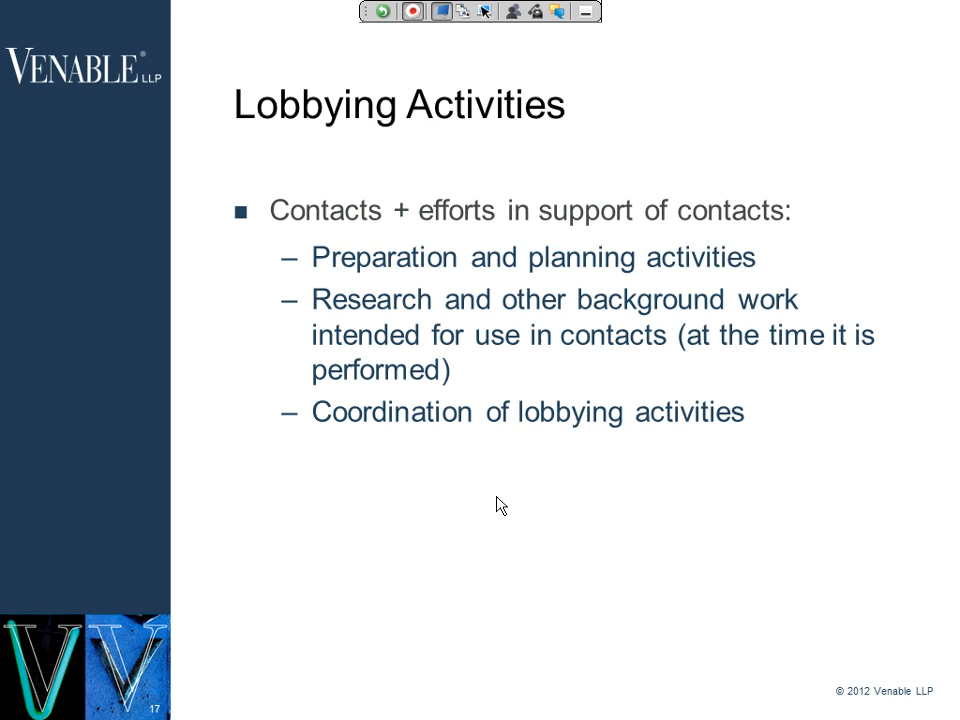 VENABLE® LLP
Lobbying Activities
■ Contacts + efforts in support of contacts:
– Preparation and planning activities
– Research and other background work
intended for use in contacts (at the time it is
performed)
– Coordination of lobbying activities
V V
17
© 2012 Venable LLP